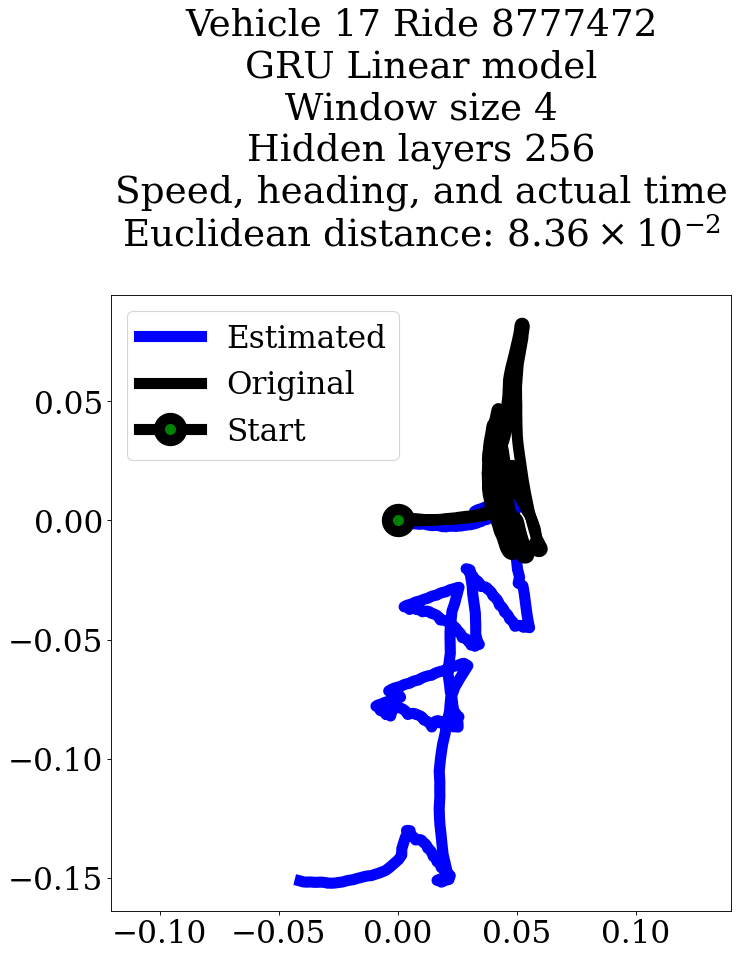 Vehicle 17 Ride 8777472
GRU Linear model
Window size 4
Hidden layers 256
Speed, heading, and actual time
Euclidean distance: 8.36 × 10⁻²
Estimated
Original
Start
0.05
0.00
−0.05
−0.10
−0.15
−0.10 −0.05 0.00 0.05 0.10